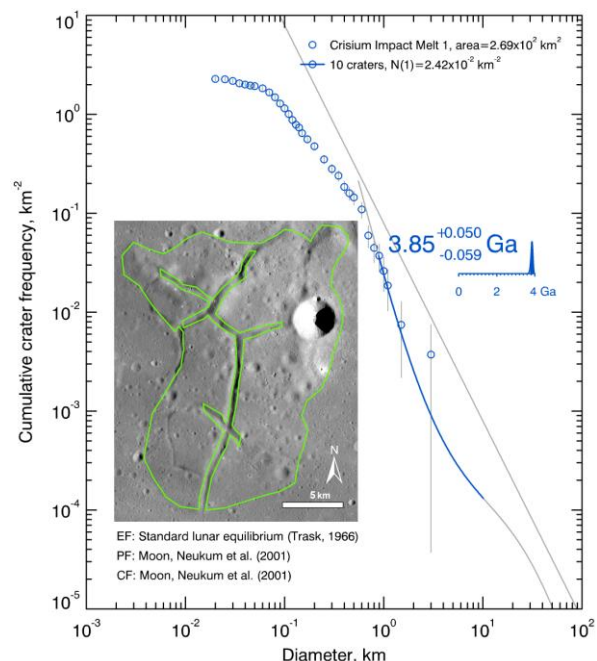 Crisium Impact Melt 1, area=2.69x10² km²
10 craters, N(1)=2.42x10⁻² km⁻²
10¹
10⁰
10⁻¹
10⁻²
10⁻³
10⁻⁴
10⁻⁵
Cumulative crater frequency, km⁻²
3.85 +0.050 -0.059 Ga
0 2 4 Ga
N
5 km
EF: Standard lunar equilibrium (Trask, 1966)
PF: Moon, Neukum et al. (2001)
CF: Moon, Neukum et al. (2001)
10⁻³ 10⁻² 10⁻¹ 10⁰ 10¹ 10²
Diameter, km